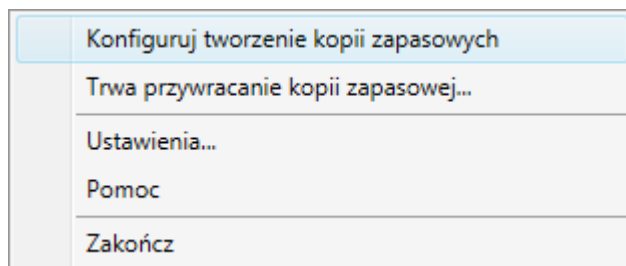 Konfiguruj tworzenie kopii zapasowych
Trwa przywracanie kopii zapasowej...
Ustawienia...
Pomoc
Zakończ